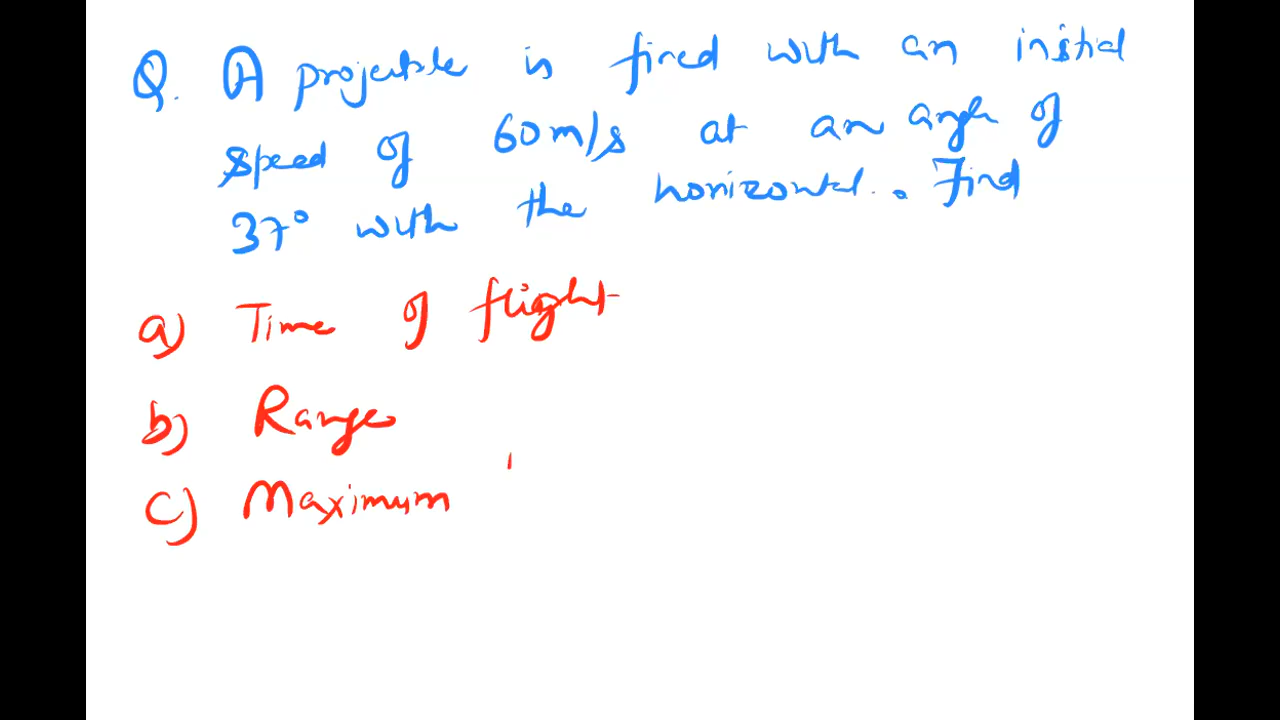 Q. A projectile is fired with an initial
speed of 60 m/s at an angle of
37° with the horizontal. Find
a) Time of flight
b) Range
c) Maximum